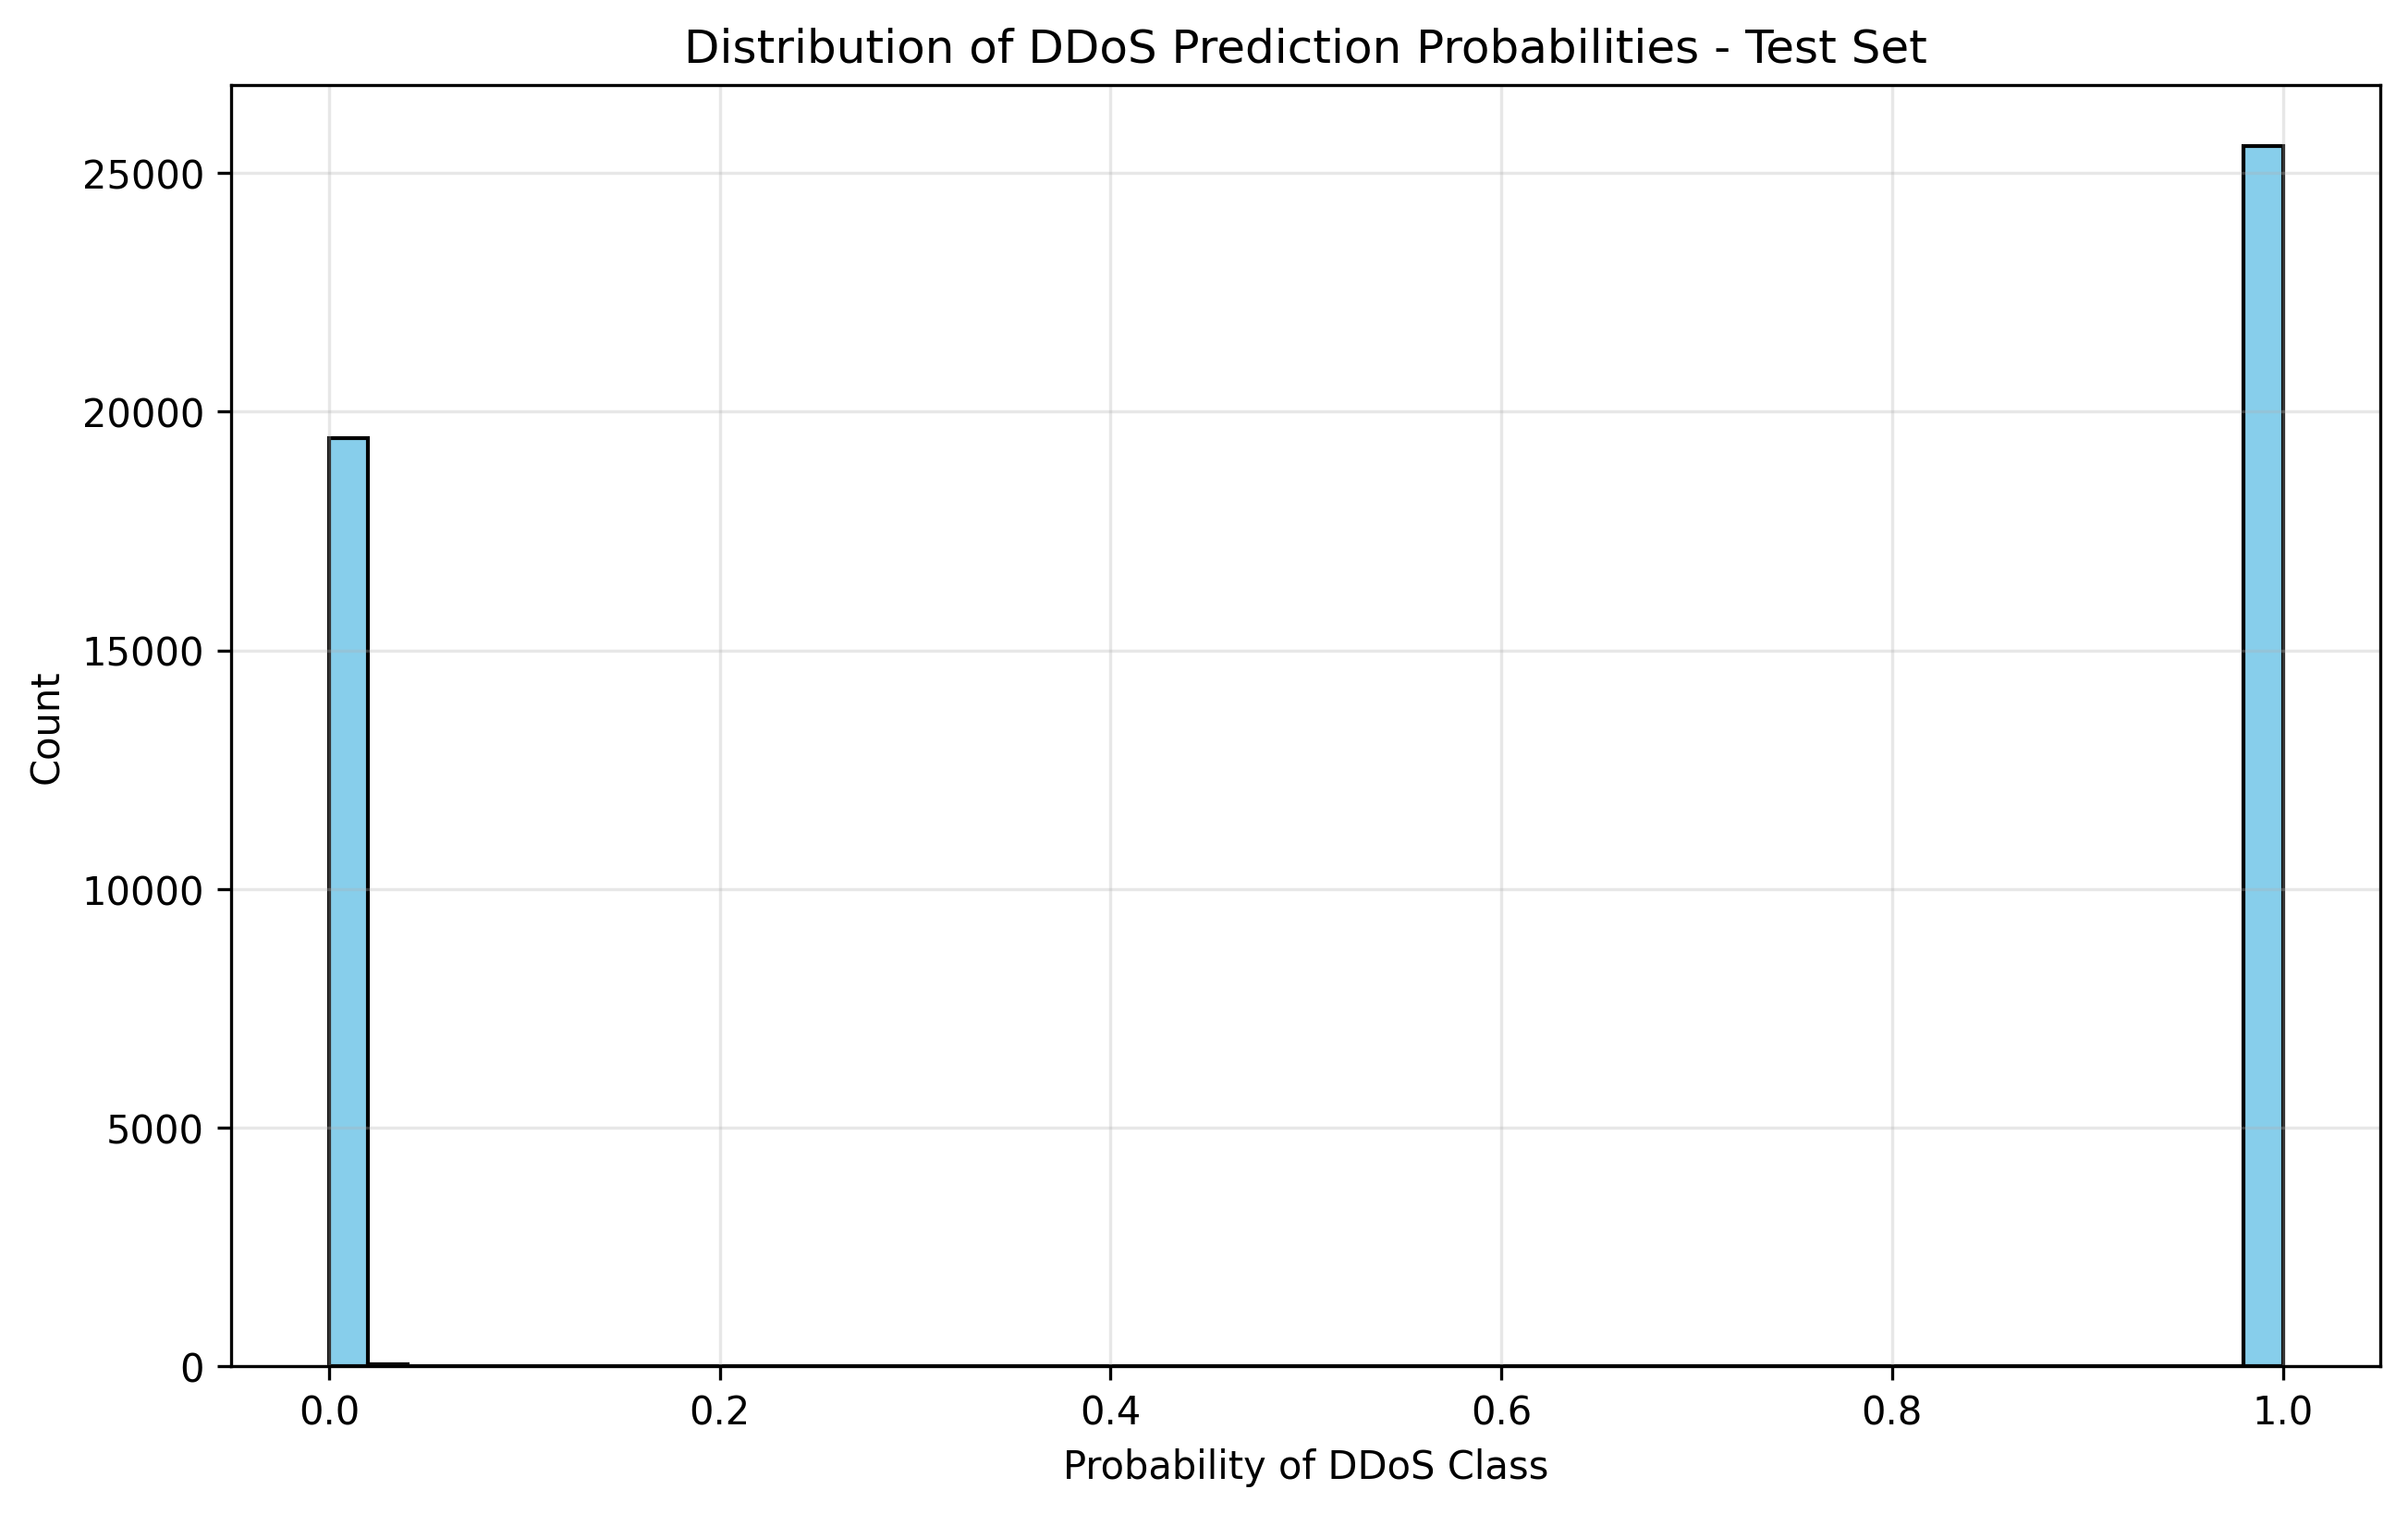 Distribution of DDoS Prediction Probabilities - Test Set
25000
20000
15000
10000
5000
0
Count
0.0 0.2 0.4 0.6 0.8 1.0
Probability of DDoS Class